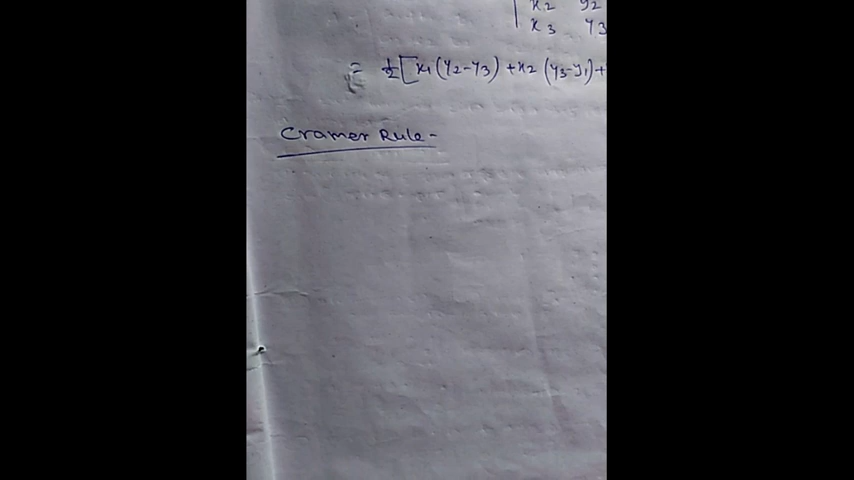 x2 y2
x3 y3
= 1/2[x1(y2-y3)+x2(y3-y1)+
Cramer Rule-